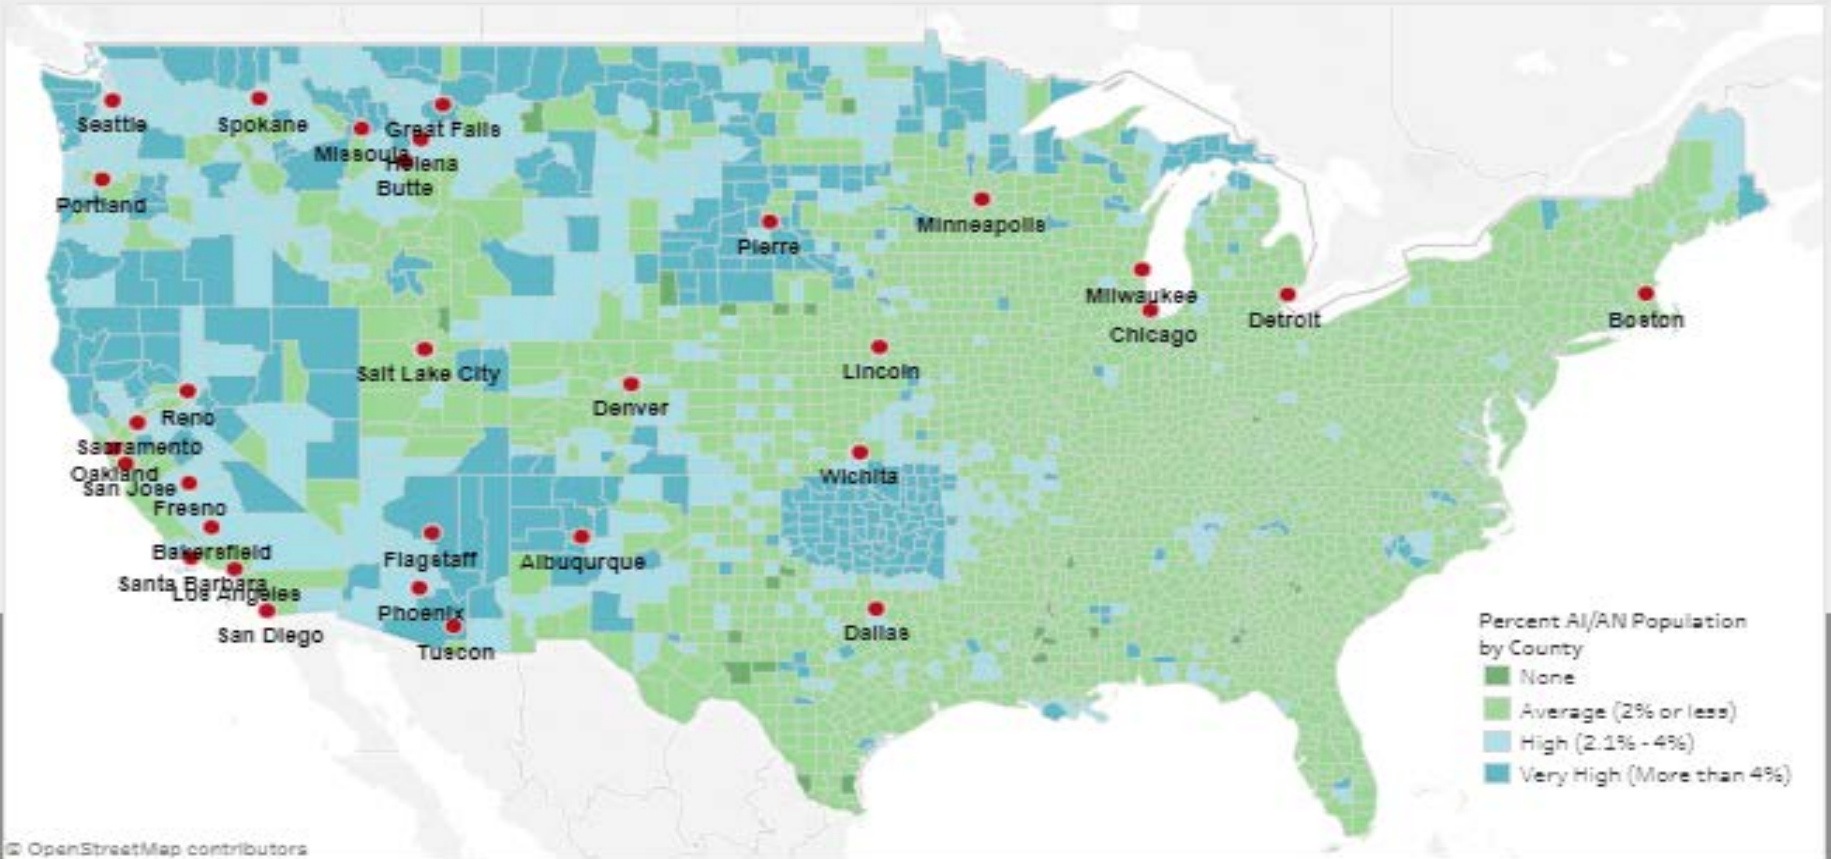 Seattle
Spokane
Great Falls
Missoula
Helena
Butte
Portland
Minneapolis
Pierre
Milwaukee
Chicago
Detroit
Boston
Salt Lake City
Lincoln
Denver
Reno
Sacramento
Oakland
San Jose
Wichita
Fresno
Bakersfield
Flagstaff
Albuqurque
Santa Barbara
Los Angeles
Phoenix
San Diego
Dallas
Tuscon
Percent AI/AN Population
by County
None
Average (2% or less)
High (2.1% - 4%)
Very High (More than 4%)
© OpenStreetMap contributors